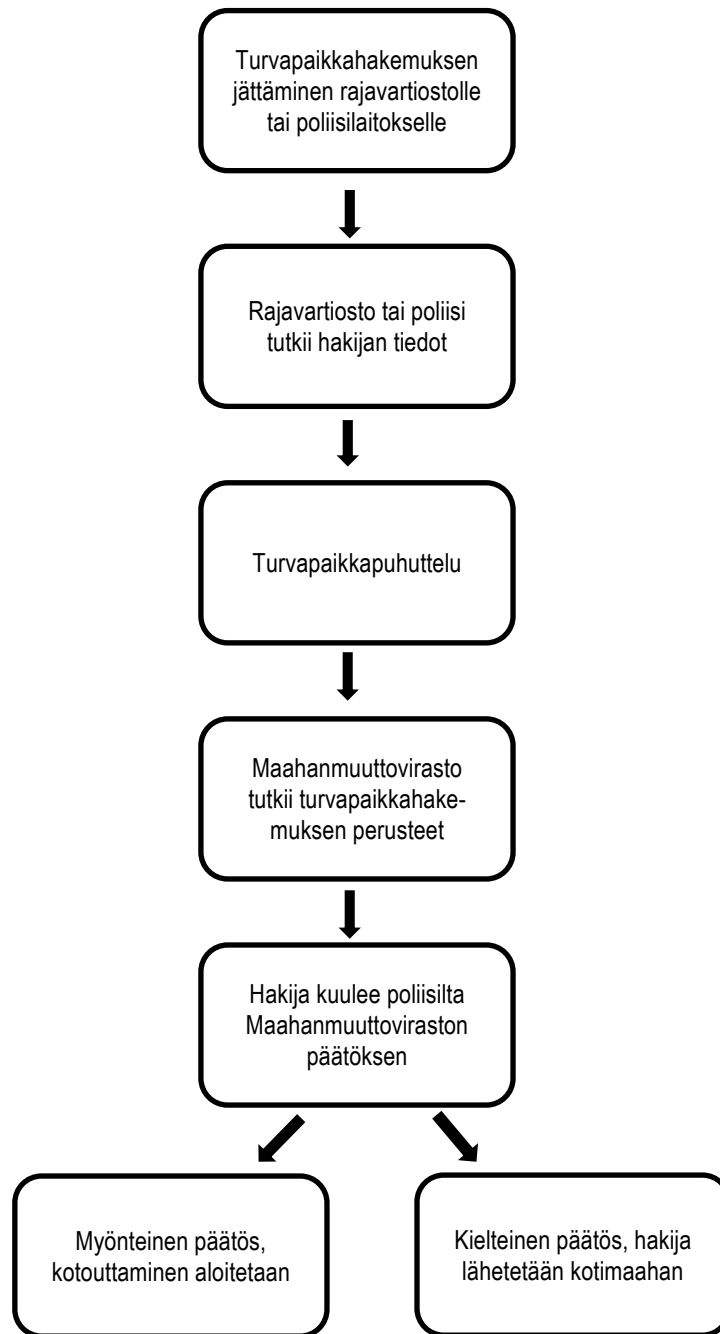 Turvapaikkahakemuksen
jättäminen rajavartiostolle
tai poliisilaitokselle
Rajavartiosto tai poliisi
tutkii hakijan tiedot
Turvapaikkapuhuttelu
Maahanmuuttovirasto
tutkii turvapaikkahake-
muksen perusteet
Hakija kuulee poliisilta
Maahanmuuttoviraston
päätöksen
Myönteinen päätös,
kotouttaminen aloitetaan
Kielteinen päätös, hakija
lähetetään kotimaahan